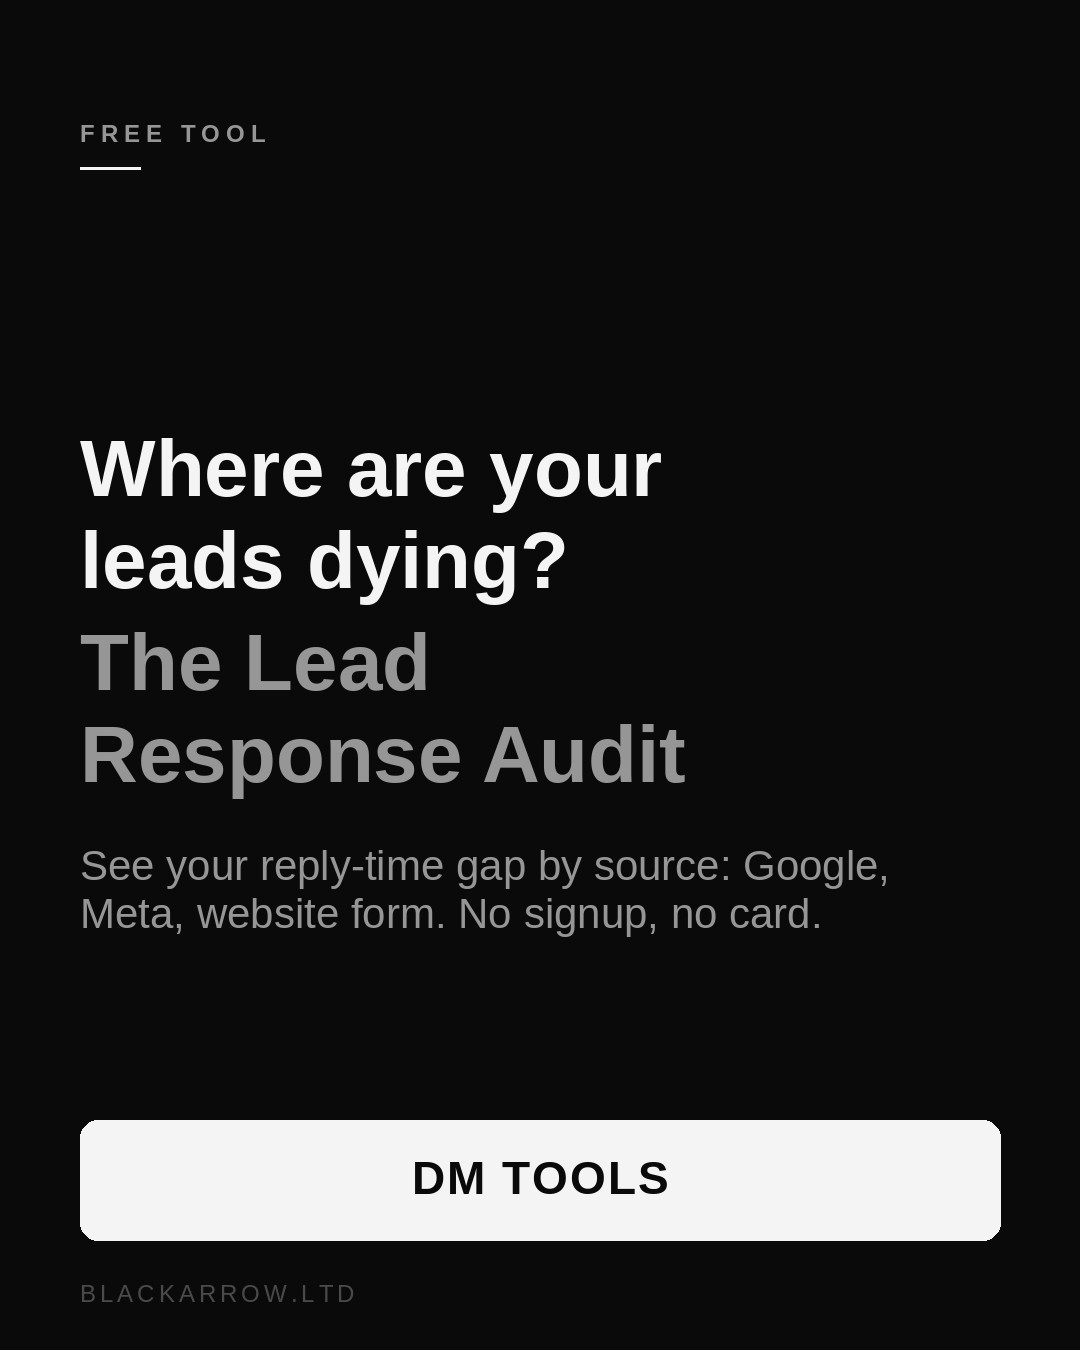 FREE TOOL
Where are your
leads dying?
The Lead
Response Audit
See your reply-time gap by source: Google,
Meta, website form. No signup, no card.
DM TOOLS
BLACKARROW.LTD